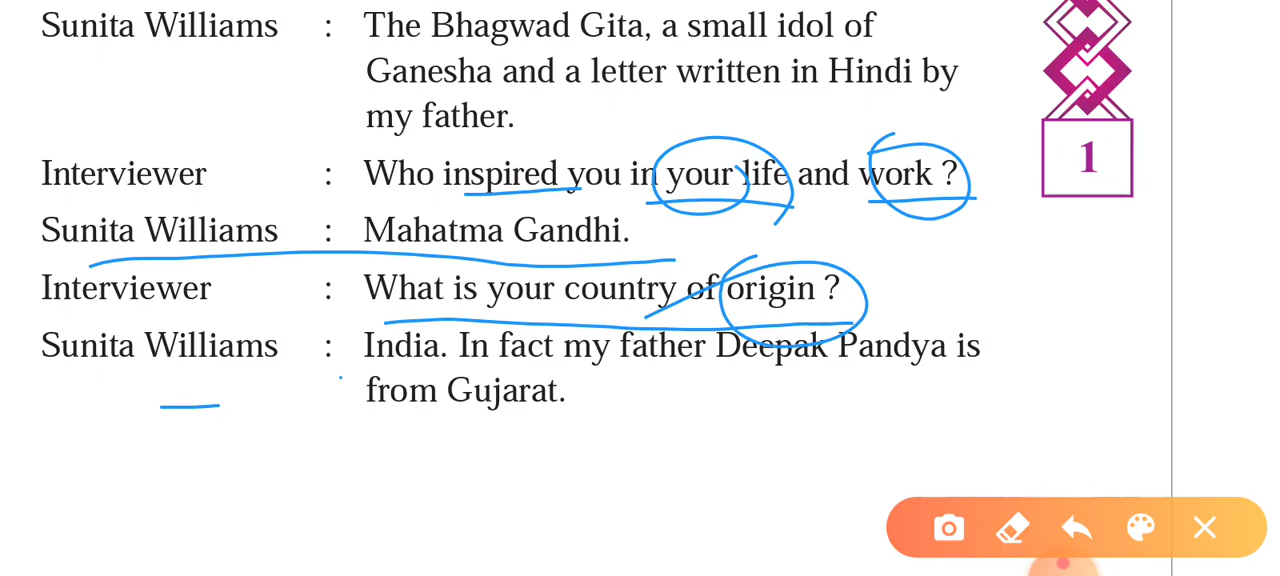 Sunita Williams : The Bhagwad Gita, a small idol of
Ganesha and a letter written in Hindi by
my father.
Interviewer : Who inspired you in your life and work ?
Sunita Williams : Mahatma Gandhi.
Interviewer : What is your country of origin ?
Sunita Williams : India. In fact my father Deepak Pandya is
from Gujarat.
1